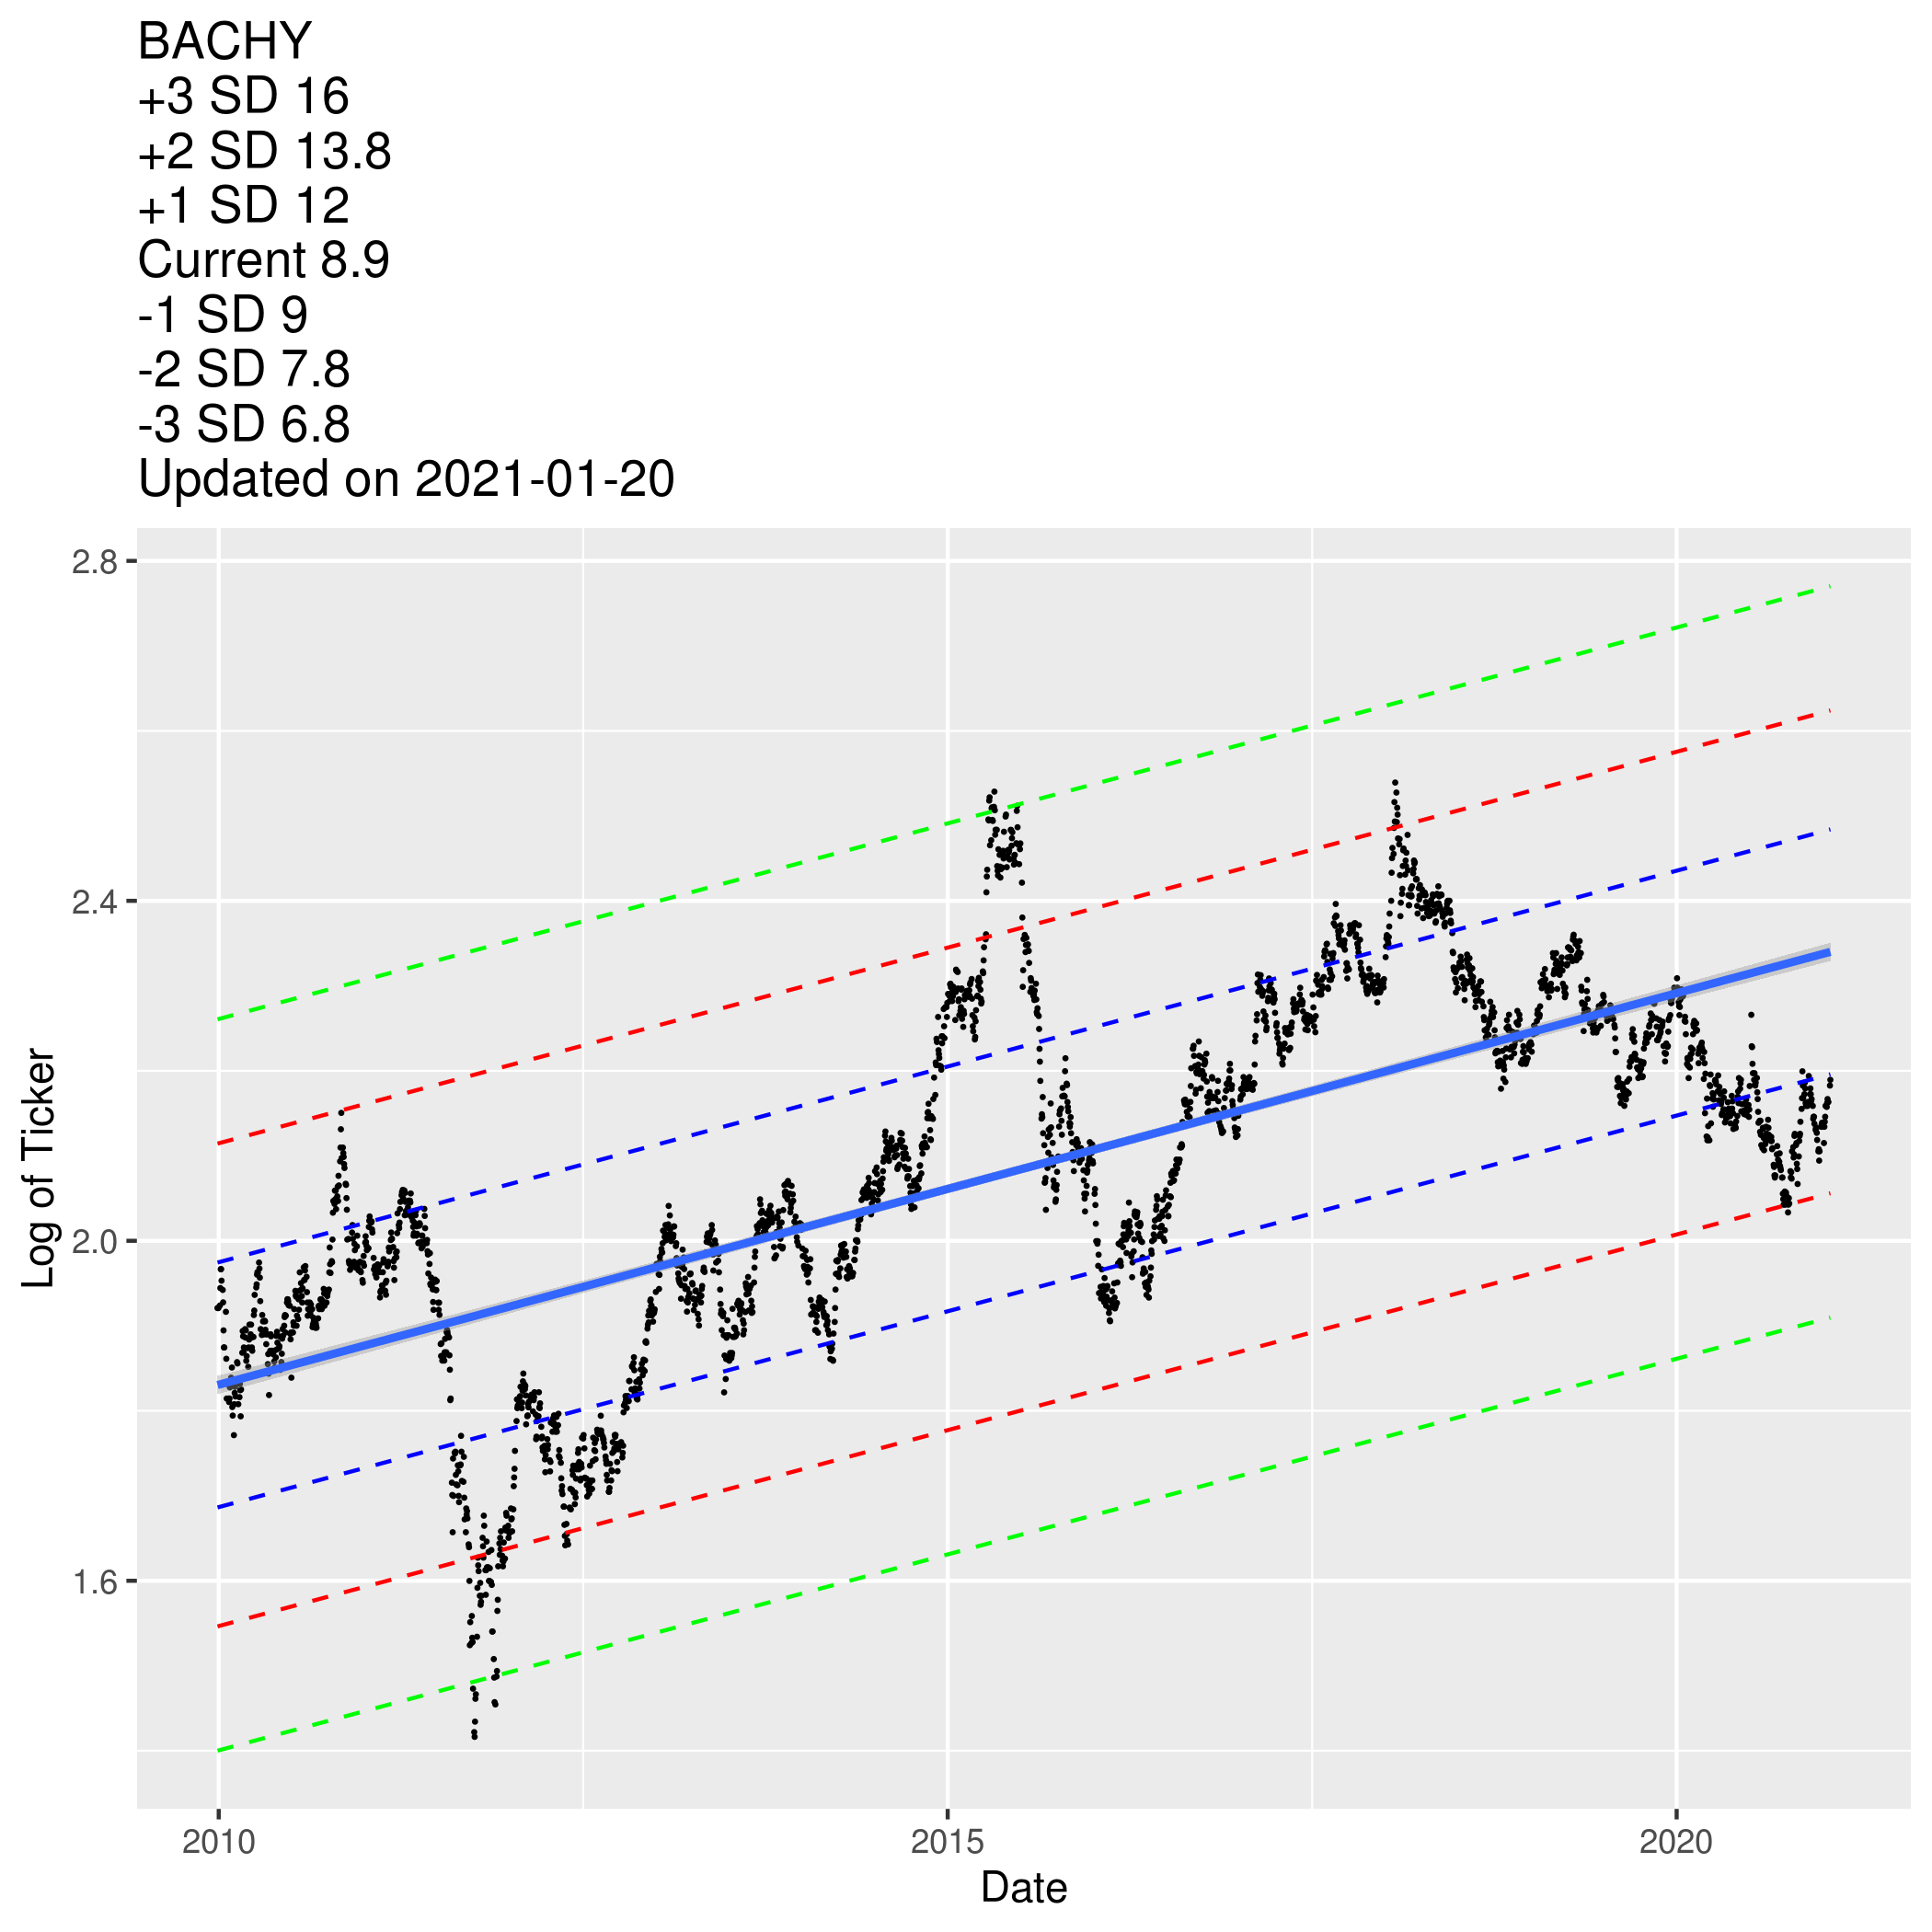 BACHY
+3 SD 16
+2 SD 13.8
+1 SD 12
Current 8.9
-1 SD 9
-2 SD 7.8
-3 SD 6.8
Updated on 2021-01-20
2.8
2.4
2.0
1.6
Log of Ticker
2010
2015
2020
Date